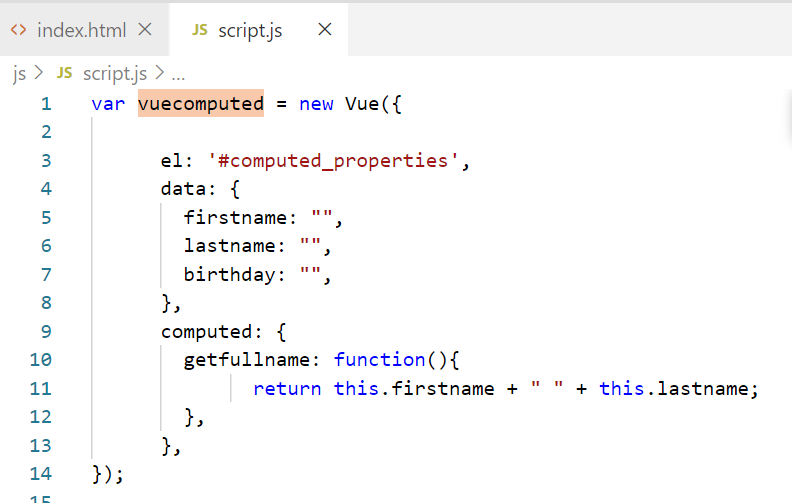 <> index.html ×
JS script.js ×
js > JS script.js > ...
1 var vuecomputed = new Vue({
2
3 el: '#computed_properties',
4 data: {
5 firstname: "",
6 lastname: "",
7 birthday: "",
8 },
9 computed: {
10 getfullname: function(){
11 return this.firstname + " " + this.lastname;
12 },
13 },
14 });
15